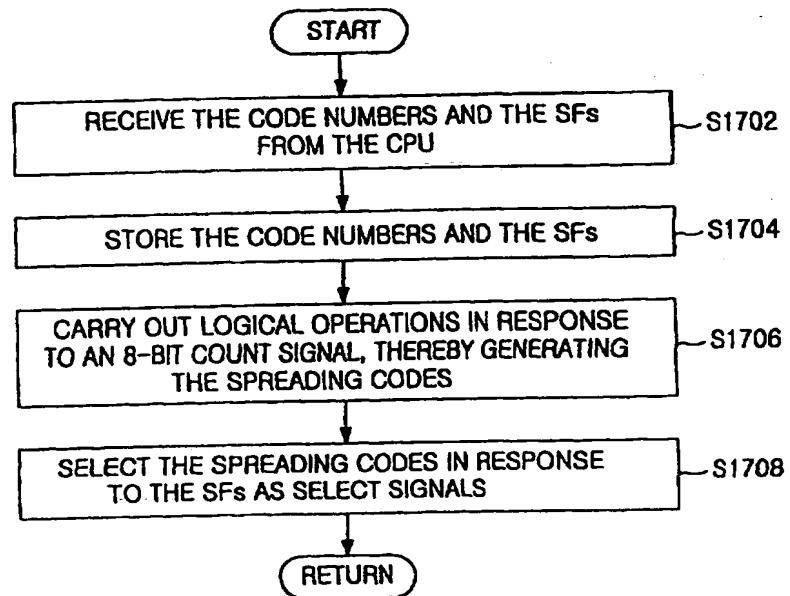 START
RECEIVE THE CODE NUMBERS AND THE SFs
FROM THE CPU
S1702
STORE THE CODE NUMBERS AND THE SFs
S1704
CARRY OUT LOGICAL OPERATIONS IN RESPONSE
TO AN 8-BIT COUNT SIGNAL, THEREBY GENERATING
THE SPREADING CODES
S1706
SELECT THE SPREADING CODES IN RESPONSE
TO THE SFs AS SELECT SIGNALS
S1708
RETURN